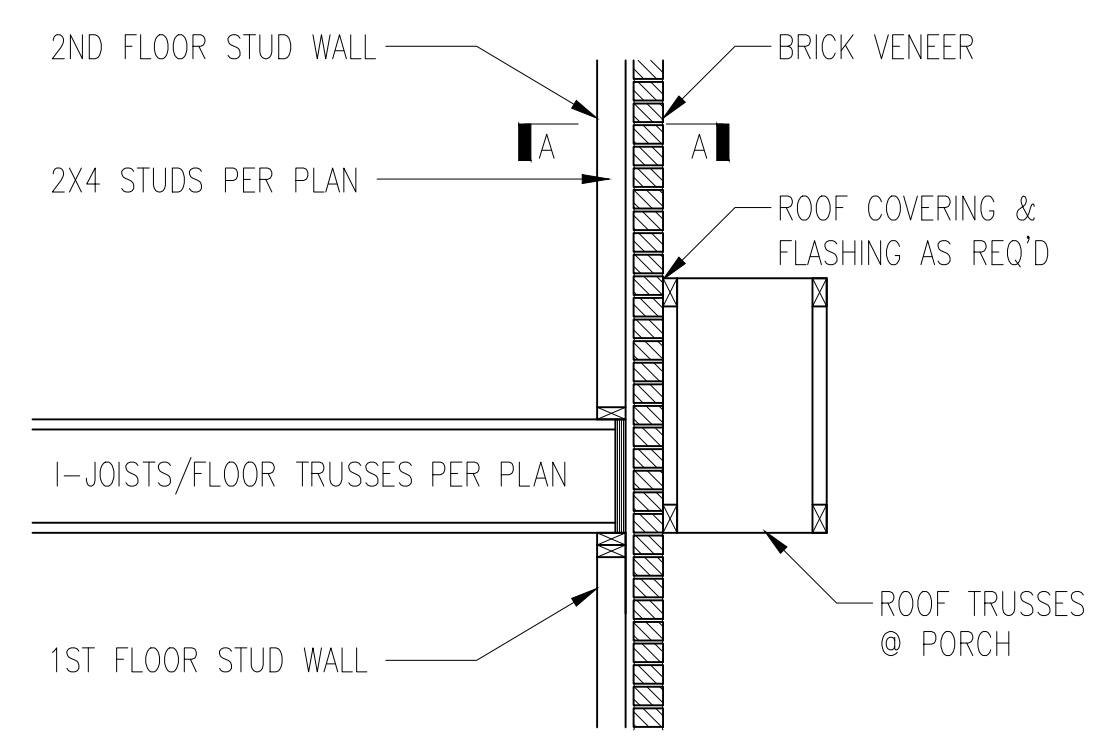 2ND FLOOR STUD WALL
BRICK VENEER
A
A
2X4 STUDS PER PLAN
ROOF COVERING &
FLASHING AS REQ'D
I-JOISTS/FLOOR TRUSSES PER PLAN
ROOF TRUSSES
@ PORCH
1ST FLOOR STUD WALL